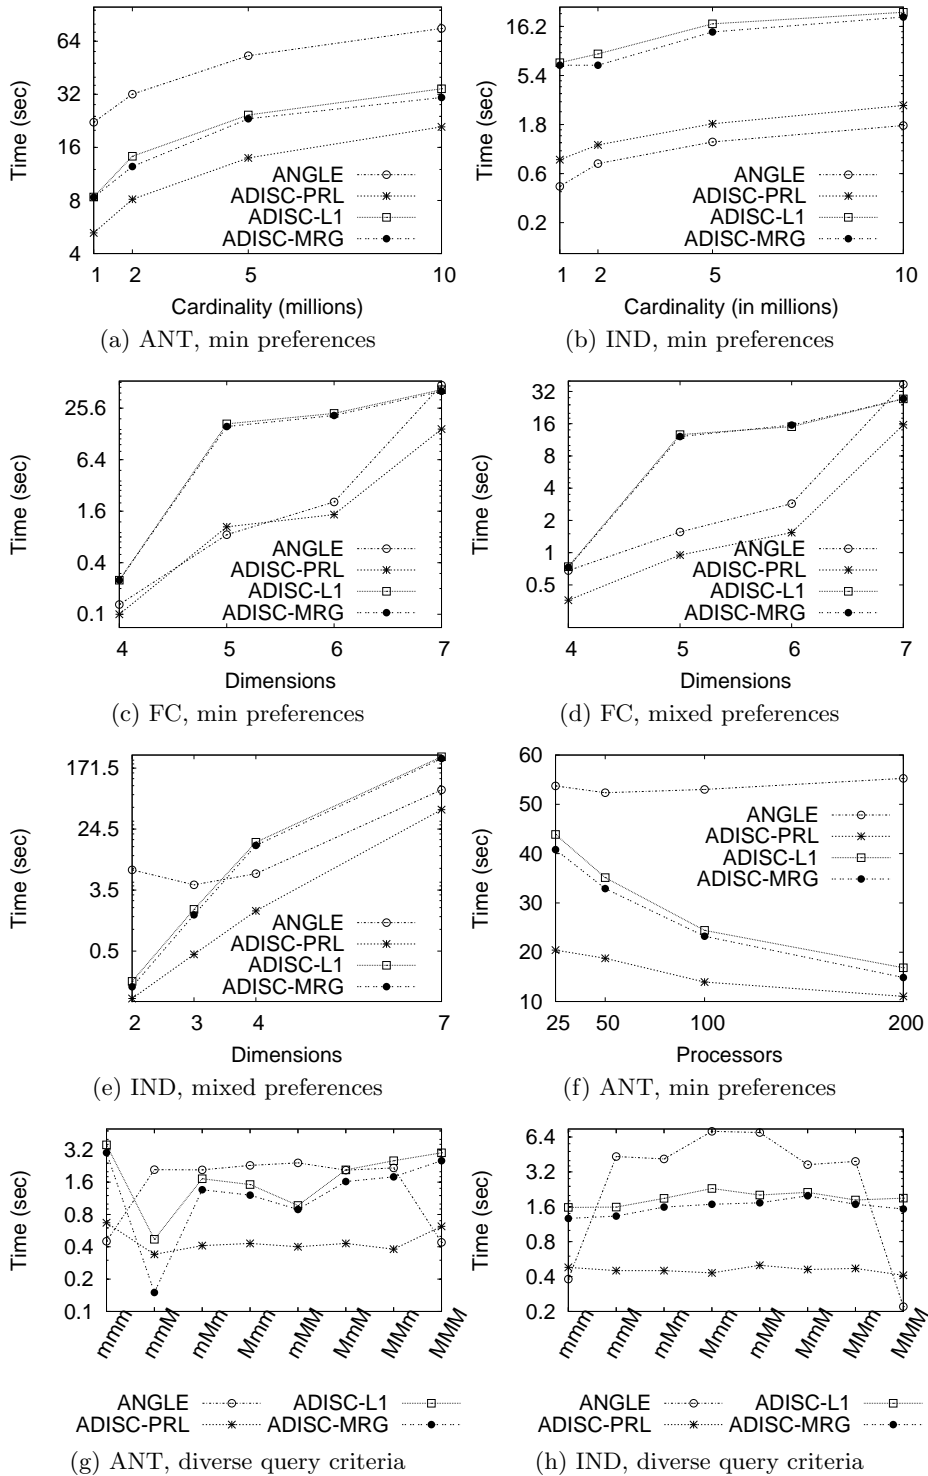 64
32
16
8
4
Time (sec)
ANGLE
ADISC-PRL
ADISC-L1
ADISC-MRG
1 2 5 10
Cardinality (millions)
(a) ANT, min preferences
16.2
5.4
1.8
0.6
0.2
Time (sec)
ANGLE
ADISC-PRL
ADISC-L1
ADISC-MRG
1 2 5 10
Cardinality (in millions)
(b) IND, min preferences
25.6
6.4
1.6
0.4
0.1
Time (sec)
ANGLE
ADISC-PRL
ADISC-L1
ADISC-MRG
4 5 6 7
Dimensions
(c) FC, min preferences
32
16
8
4
2
1
0.5
Time (sec)
ANGLE
ADISC-PRL
ADISC-L1
ADISC-MRG
4 5 6 7
Dimensions
(d) FC, mixed preferences
171.5
24.5
3.5
0.5
Time (sec)
ANGLE
ADISC-PRL
ADISC-L1
ADISC-MRG
2 3 4 7
Dimensions
(e) IND, mixed preferences
60
50
40
30
20
10
Time (sec)
ANGLE
ADISC-PRL
ADISC-L1
ADISC-MRG
25 50 100 200
Processors
(f) ANT, min preferences
3.2
1.6
0.8
0.4
0.2
0.1
Time (sec)
mmm mmM mMm Mmm mMM MmM MMm MMM
ANGLE ADISC-L1
ADISC-PRL ADISC-MRG
(g) ANT, diverse query criteria
6.4
3.2
1.6
0.8
0.4
0.2
Time (sec)
mmm mmM mMm Mmm mMM MmM MMm MMM
ANGLE ADISC-L1
ADISC-PRL ADISC-MRG
(h) IND, diverse query criteria